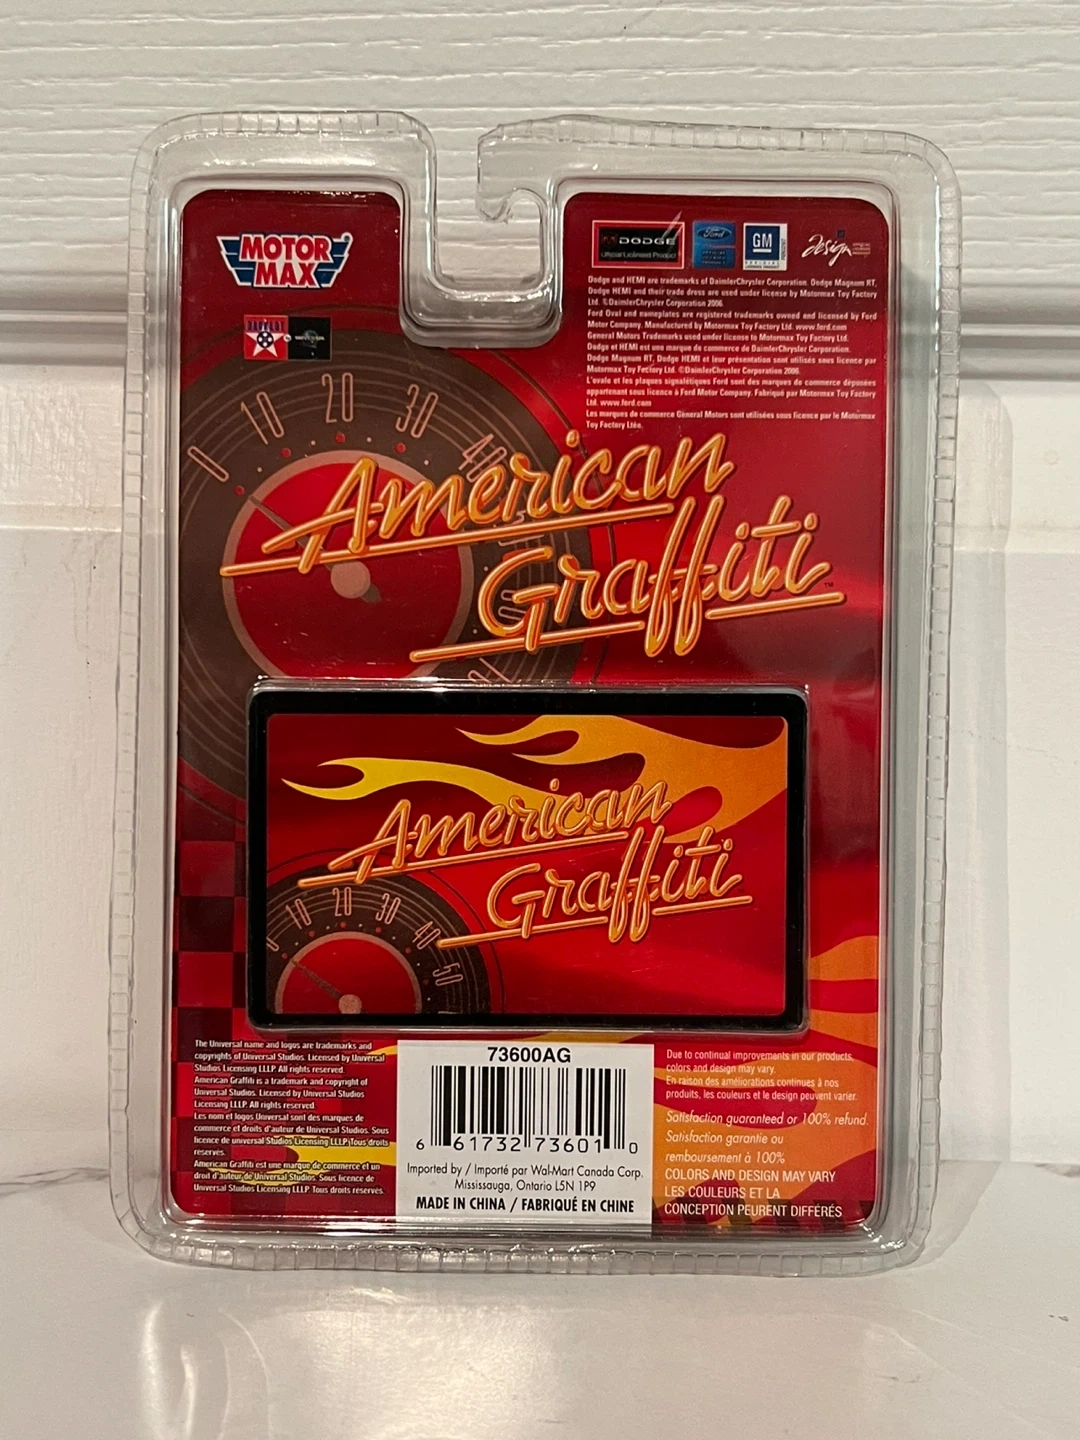 MOTOR
MAX
DODGE
Official Licensed Product
Ford
GM
design
Dodge and HEMI are trademarks of DaimlerChrysler Corporation. Dodge Magnum RT,
Dodge HEMI and their trade dress are used under license by Motormax Toy Factory
Ltd. ©DaimlerChrysler Corporation 2006.
Ford Oval and nameplates are registered trademarks owned and licensed by Ford
Motor Company. Manufactured by Motormax Toy Factory Ltd. www.ford.com
General Motors Trademarks used under license to Motormax Toy Factory Ltd.
Dodge et HEMI est une marque de commerce de DaimlerChrysler Corporation.
Dodge Magnum RT, Dodge HEMI et leur présentation sont utilisés sous licence par
Motormax Toy Factory Ltd. ©DaimlerChrysler Corporation 2006.
L'ovale et les plaques signalétiques Ford sont des marques de commerce déposées
appartenant sous licence à Ford Motor Company. Fabriqué par Motormax Toy Factory
Ltd. www.ford.com
Les marques de commerce General Motors sont utilisées sous licence par le Motormax
Toy Factory Ltée.
0 10 20 30 40
American
Graffiti
American
Graffiti
0 10 20 30 40 50
The Universal name and logos are trademarks and
copyrights of Universal Studios. Licensed by Universal
Studios Licensing LLLP. All rights reserved.
American Graffiti is a trademark and copyright of
Universal Studios. Licensed by Universal Studios
Licensing LLLP. All rights reserved.
Les nom et logos Universal sont des marques de
commerce et droits d'auteur de Universal Studios. Sous
licence de universal Studios Licensing LLLP Tous droits
reservés.
American Graffiti est une marque de commerce et un
droit d'auteur de Universal Studios. Sous licence de
Universal Studios Licensing LLLP Tous droits reservés.
73600AG
6 61732 73601 0
Imported by / Importé par Wal-Mart Canada Corp.
Mississauga, Ontario L5N 1P9
MADE IN CHINA / FABRIQUÉ EN CHINE
Due to continual improvements in our products,
colors and design may vary.
En raison des améliorations continues à nos
produits, les couleurs et le design peuvent varier.
Satisfaction guaranteed or 100% refund.
Satisfaction garantie ou
remboursement à 100%
COLORS AND DESIGN MAY VARY
LES COULEURS ET LA
CONCEPTION PEURENT DIFFÉRÉS